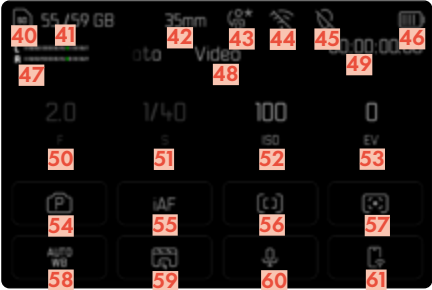 55/59 GB 35mm
40 41 42 43 44 45 46
L
R
oto Video 00:00:00
47 48 49
2.0 1/40 100 0
F S ISO EV
50 51 52 53
P iAF
54 55 56 57
AUTO
WB
58 59 60 61